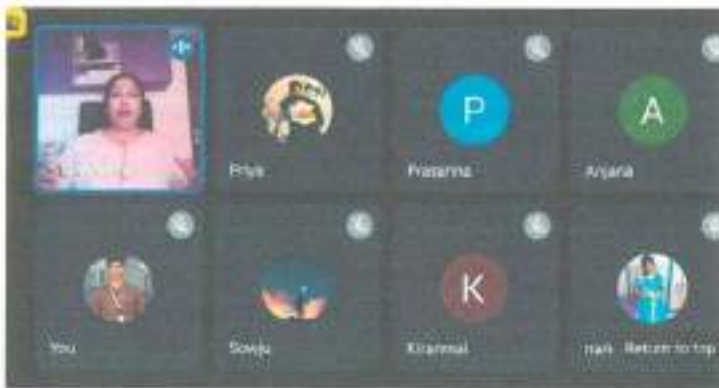 P
A
Priya
Prasanna
Anjana
K
You
Sowju
Kiranmai
Return to top